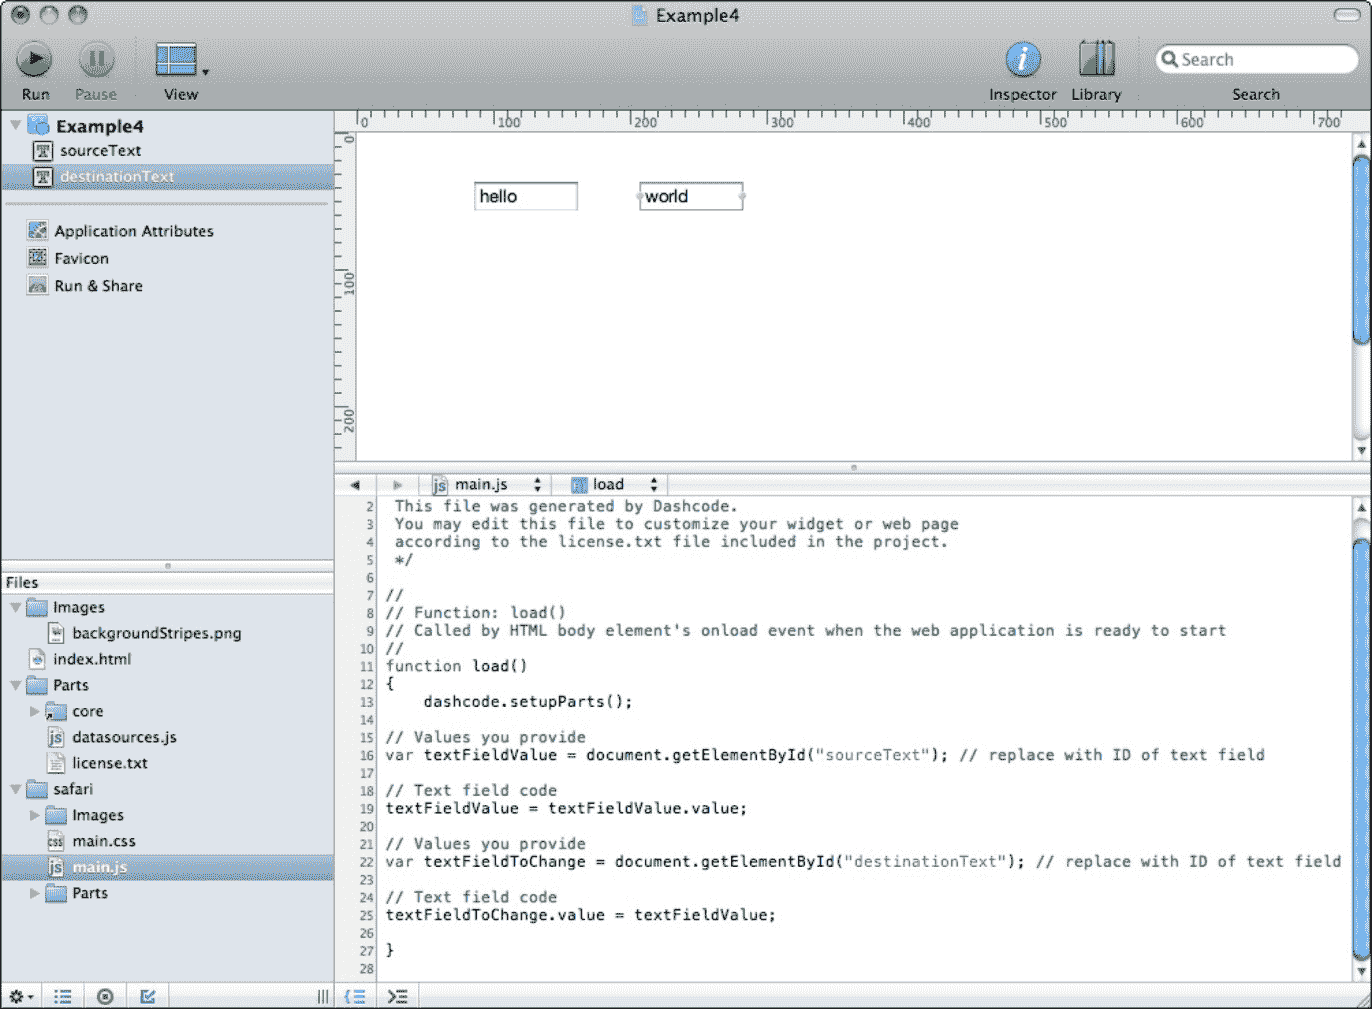 Example4
Run
Pause
View
Inspector
Library
Search
Search
Example4
sourceText
destinationText
Application Attributes
Favicon
Run & Share
0
100
200
300
400
500
600
700
0
100
200
hello
world
main.js
load
Files
Images
backgroundStripes.png
index.html
Parts
core
datasources.js
license.txt
safari
Images
main.css
main.js
Parts
2 This file was generated by Dashcode.
3 You may edit this file to customize your widget or web page
4 according to the license.txt file included in the project.
5 */
6
7 //
8 // Function: load()
9 // Called by HTML body element's onload event when the web application is ready to start
10 //
11 function load()
12 {
13 dashcode.setupParts();
14
15 // Values you provide
16 var textFieldValue = document.getElementById("sourceText"); // replace with ID of text field
17
18 // Text field code
19 textFieldValue = textFieldValue.value;
20
21 // Values you provide
22 var textFieldToChange = document.getElementById("destinationText"); // replace with ID of text field
23
24 // Text field code
25 textFieldToChange.value = textFieldValue;
26
27 }
28